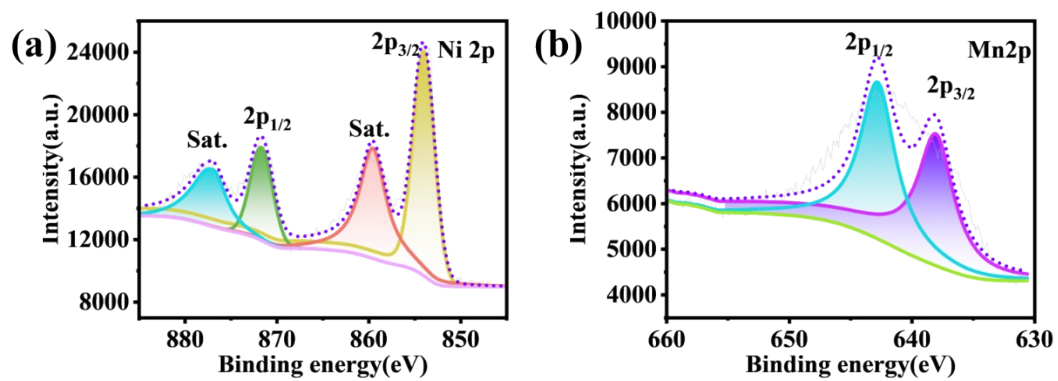 (a)
Ni 2p
2p3/2
Sat.
2p1/2
Sat.
24000
20000
16000
12000
8000
Intensity(a.u.)
880
870
860
850
Binding energy(eV)
(b)
Mn2p
2p1/2
2p3/2
10000
9000
8000
7000
6000
5000
4000
Intensity(a.u.)
660
650
640
630
Binding energy(eV)